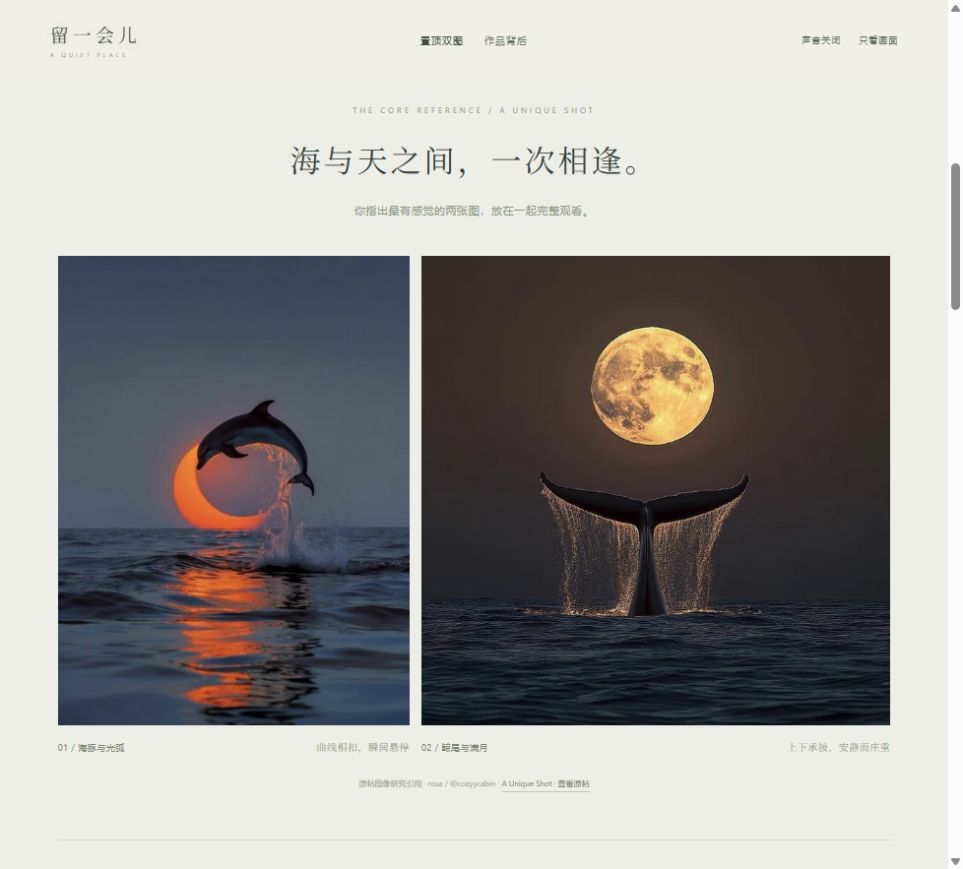 留一会儿
A QUIET PLACE
置顶双图
作品背后
声音关闭
只看画面
THE CORE REFERENCE / A UNIQUE SHOT
海与天之间，一次相逢。
你指出最有感觉的两张图，放在一起完整观看。
01 / 海豚与光弧
曲线相扣，瞬间悬停
02 / 鲸尾与满月
上下承接，安静而庄重
原帖图像研究引用 · rosa / @cozyycabin · A Unique Shot · 查看原帖